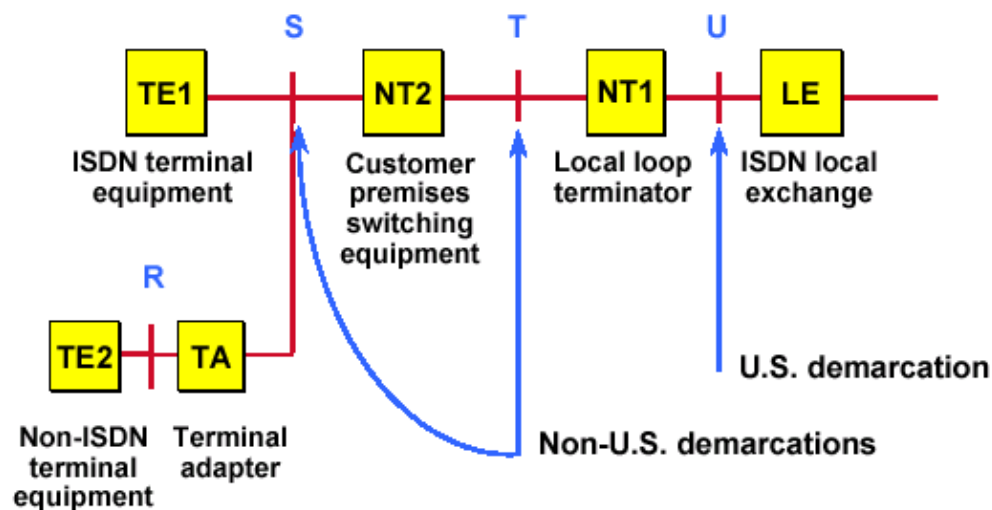 S T U
TE1 NT2 NT1 LE
ISDN terminal
equipment
Customer
premises
switching
equipment
Local loop
terminator
ISDN local
exchange
R
TE2 TA
Non-ISDN
terminal
equipment
Terminal
adapter
U.S. demarcation
Non-U.S. demarcations